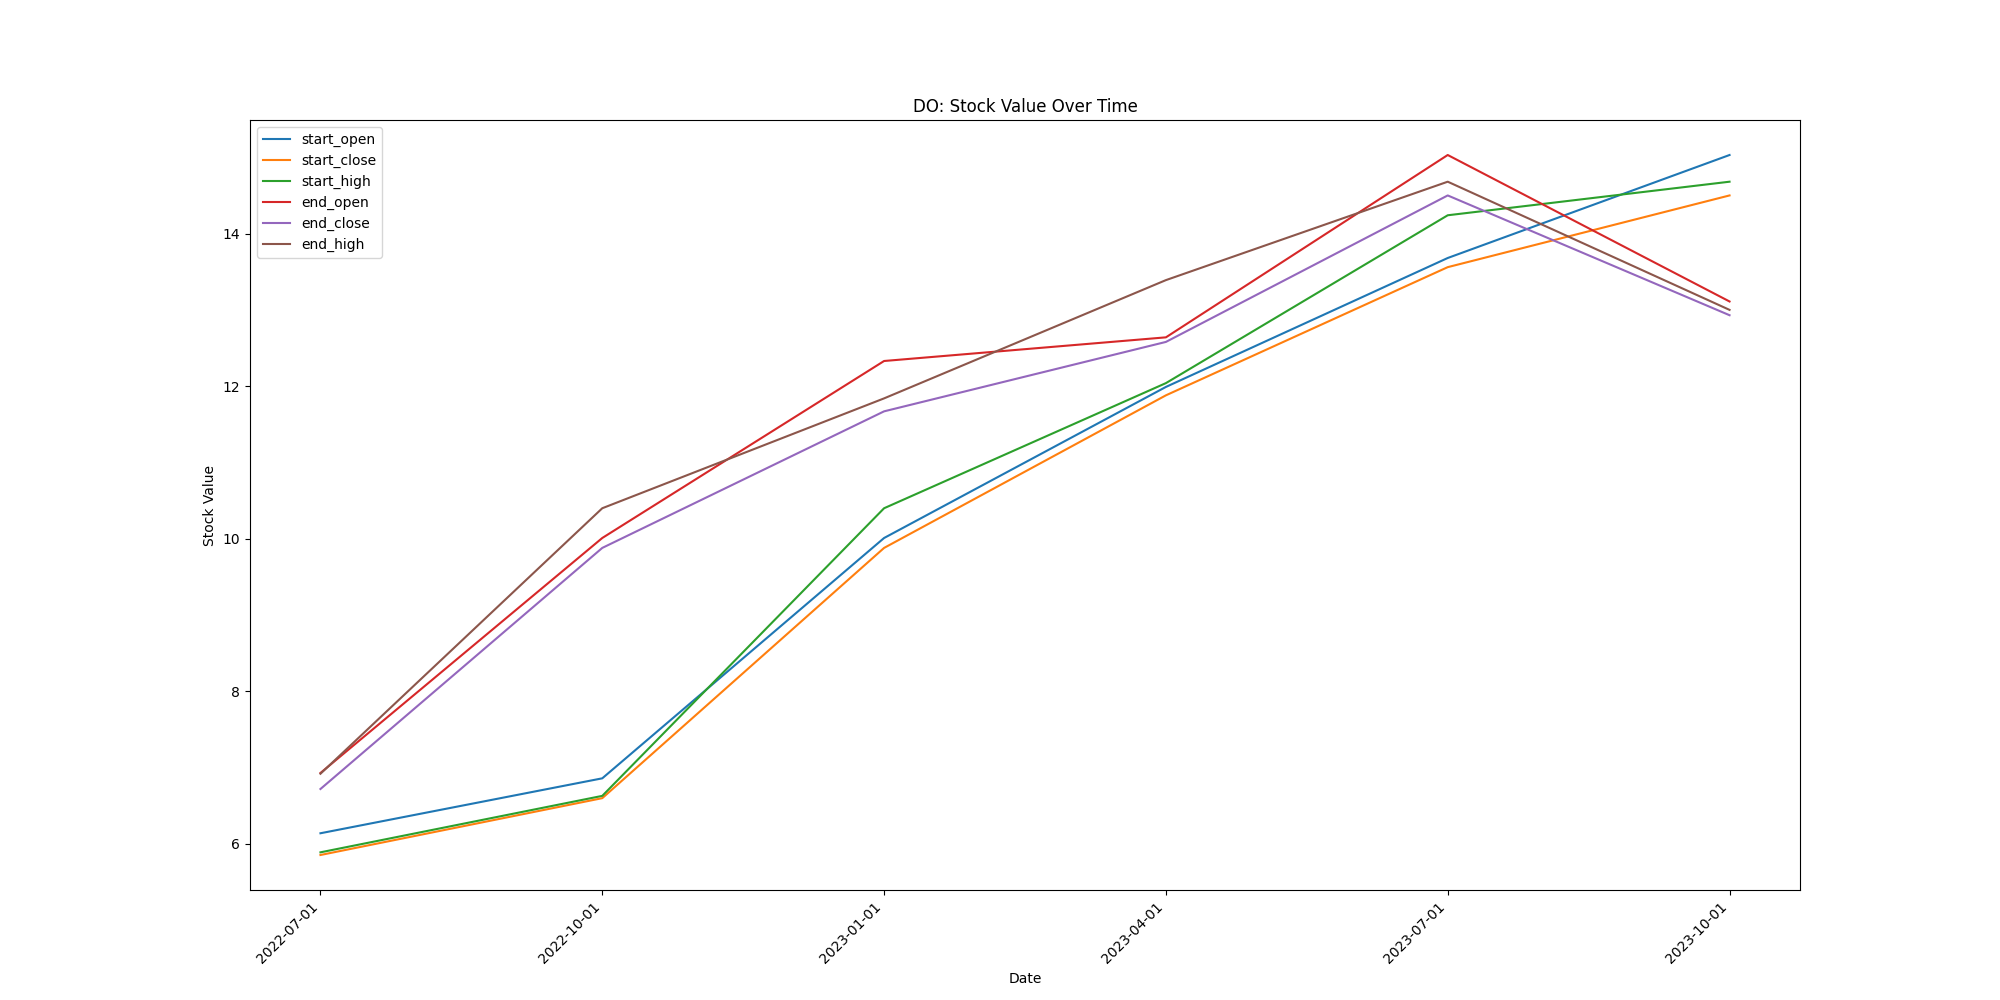 DO: Stock Value Over Time
start_open
start_close
start_high
end_open
end_close
end_high
Stock Value
14
12
10
8
6
2022-07-01
2022-10-01
2023-01-01
2023-04-01
2023-07-01
2023-10-01
Date